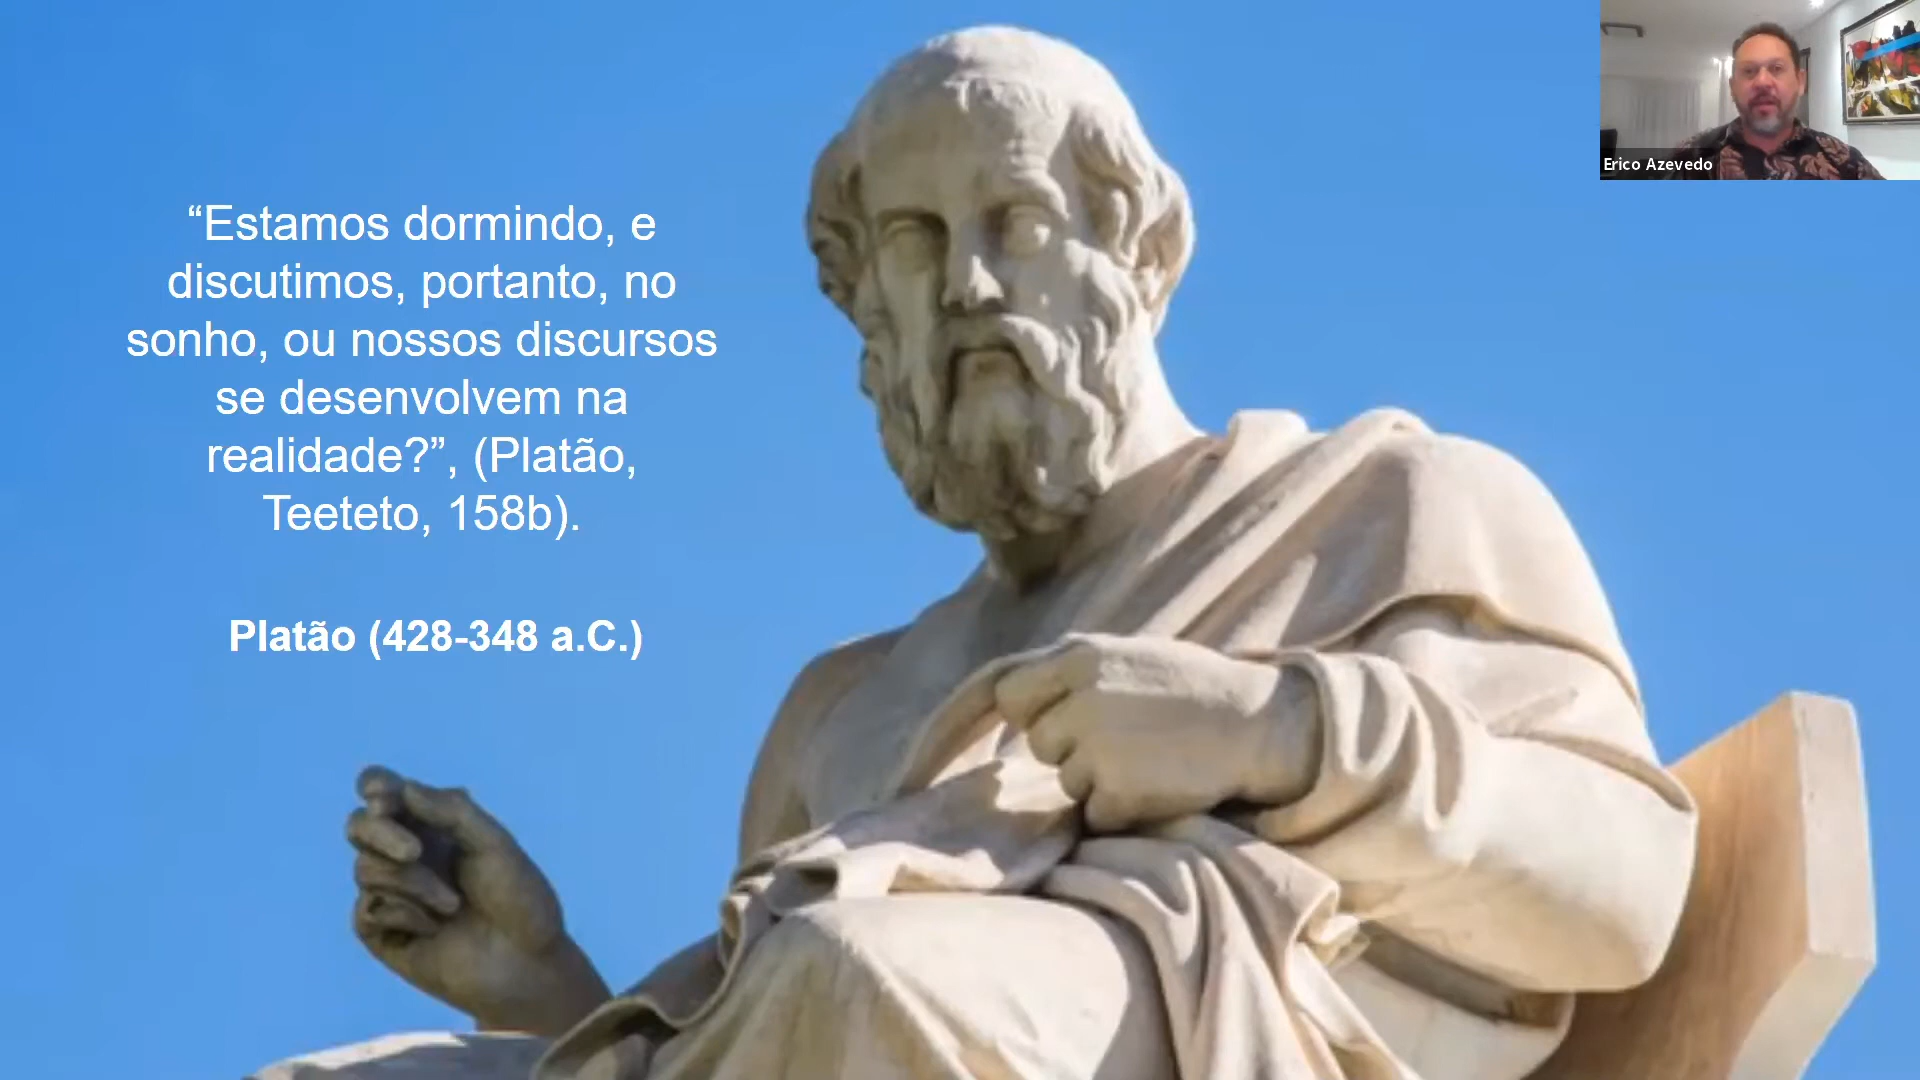 “Estamos dormindo, e
discutimos, portanto, no
sonho, ou nossos discursos
se desenvolvem na
realidade?”, (Platão,
Teeteto, 158b).
Platão (428-348 a.C.)
Erico Azevedo